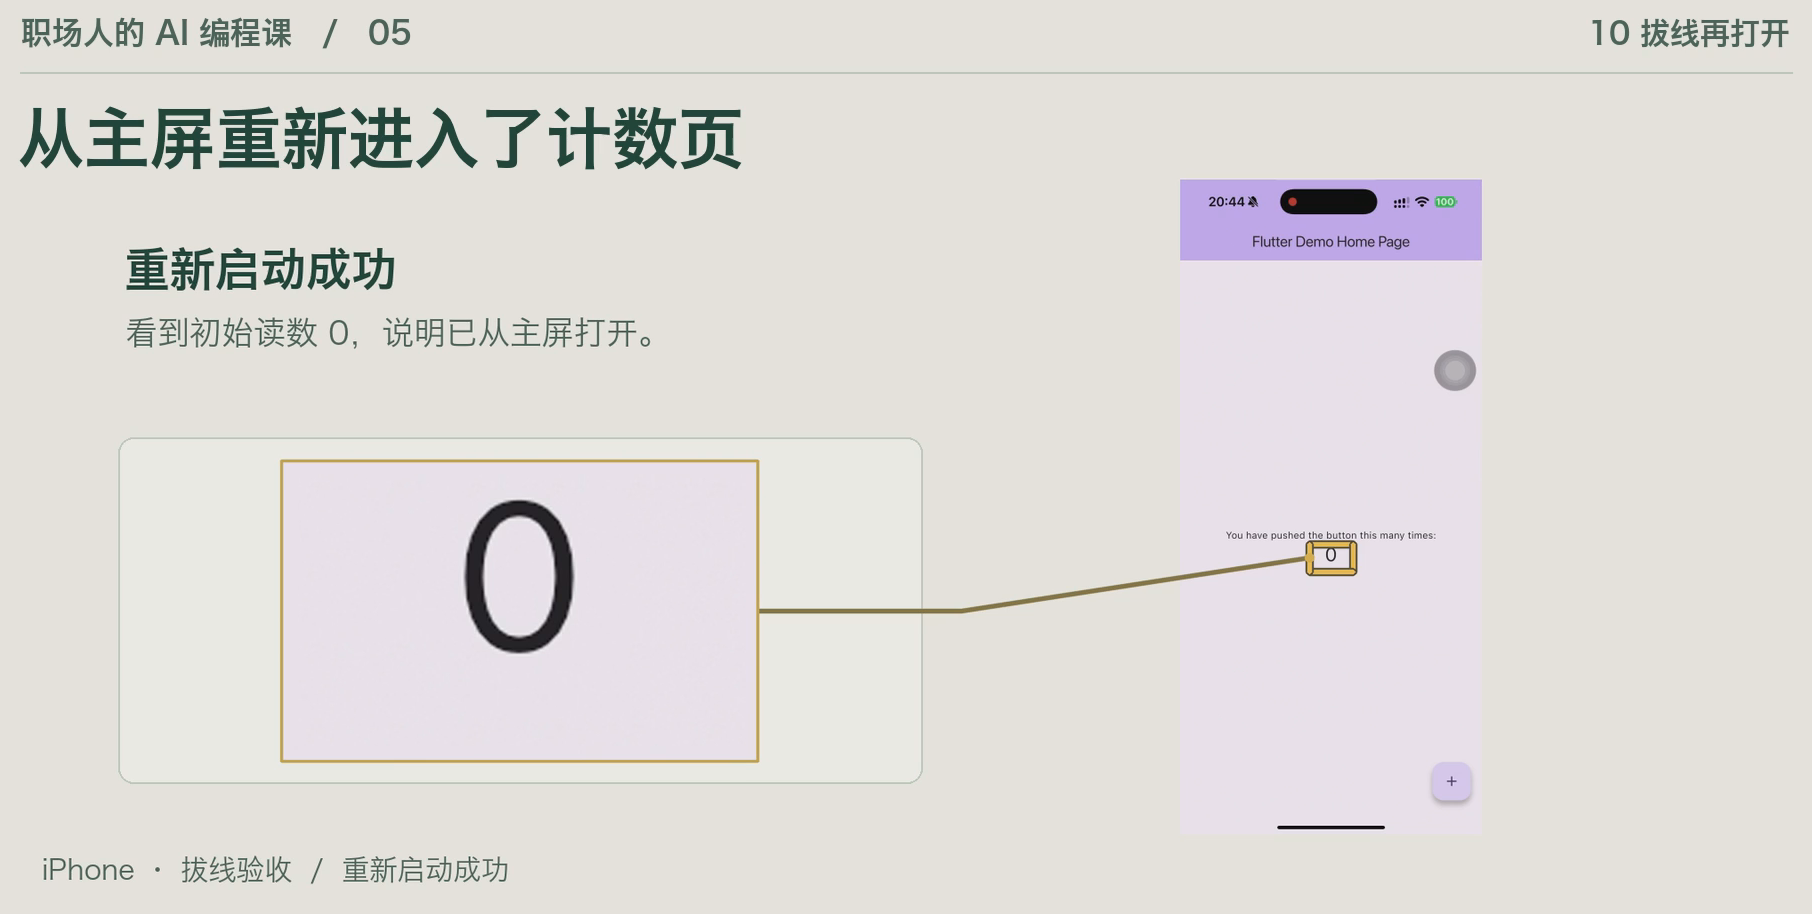 职场人的 AI 编程课 / 05
10 拔线再打开
从主屏重新进入了计数页
重新启动成功
看到初始读数 0，说明已从主屏打开。
0
20:44
100
Flutter Demo Home Page
You have pushed the button this many times:
0
+
iPhone · 拔线验收 / 重新启动成功